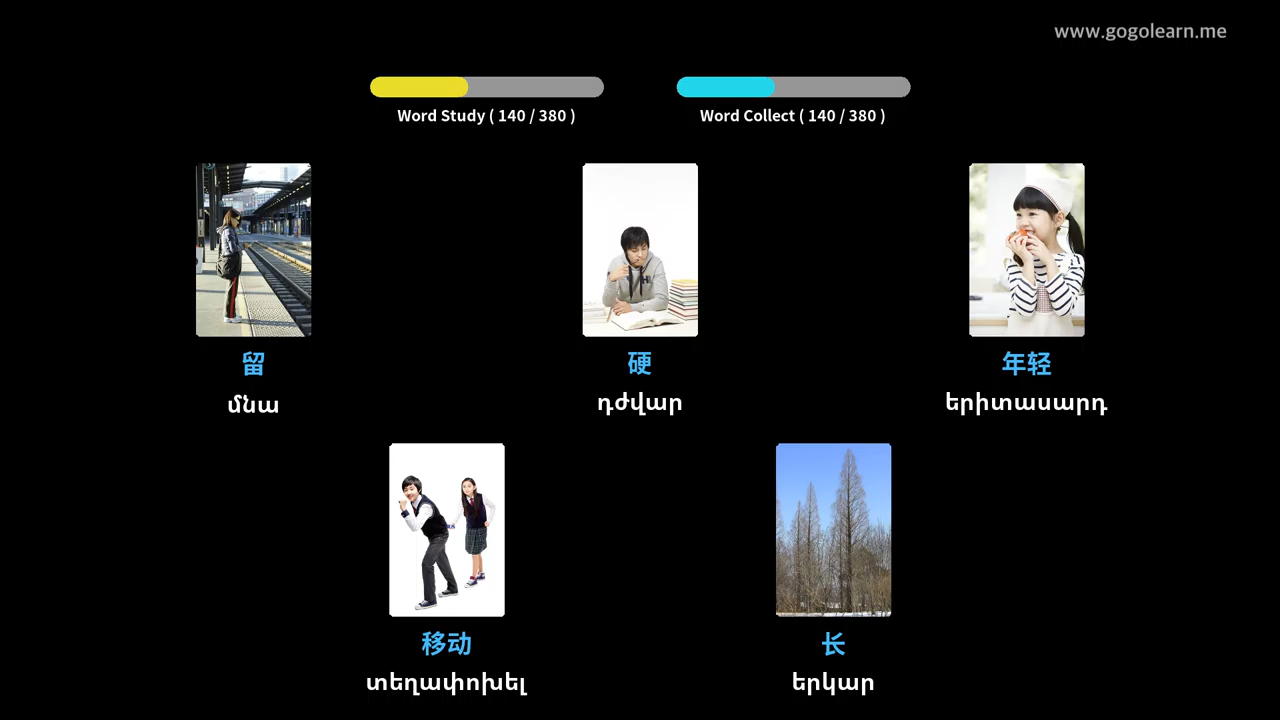 www.gogolearn.me
Word Study ( 140 / 380 )
Word Collect ( 140 / 380 )
留
մնա
硬
դժվար
年轻
երիտասարդ
移动
տեղափոխել
长
երկար